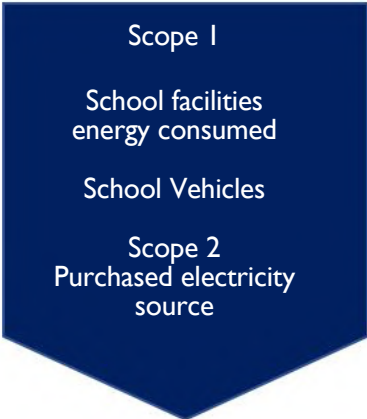 Scope 1
School facilities
energy consumed
School Vehicles
Scope 2
Purchased electricity
source